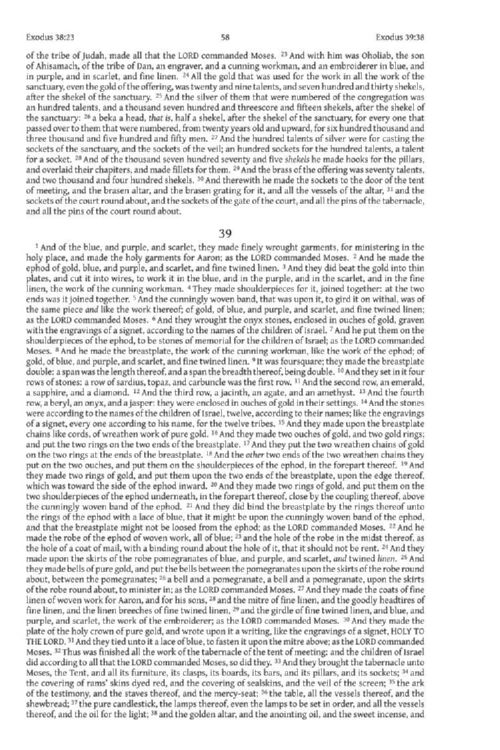 Exodus 38:23 58 Exodus 39:38
of the tribe of Judah, made all that the LORD commanded Moses. 23 And with him was Oholiab, the son
of Ahisamach, of the tribe of Dan, an engraver, and a cunning workman, and an embroiderer in blue, and
in purple, and in scarlet, and fine linen. 24 All the gold that was used for the work in all the work of the
sanctuary, even the gold of the offering, was twenty and nine talents, and seven hundred and thirty shekels,
after the shekel of the sanctuary. 25 And the silver of them that were numbered of the congregation was
an hundred talents, and a thousand seven hundred and threescore and fifteen shekels, after the shekel of
the sanctuary: 26 a beka a head, that is, half a shekel, after the shekel of the sanctuary, for every one that
passed over to them that were numbered, from twenty years old and upward, for six hundred thousand and
three thousand and five hundred and fifty men. 27 And the hundred talents of silver were for casting the
sockets of the sanctuary, and the sockets of the veil; an hundred sockets for the hundred talents, a talent
for a socket. 28 And of the thousand seven hundred seventy and five shekels he made hooks for the pillars,
and overlaid their chapiters, and made fillets for them. 29 And the brass of the offering was seventy talents,
and two thousand and four hundred shekels. 30 And therewith he made the sockets to the door of the tent
of meeting, and the brasen altar, and the brasen grating for it, and all the vessels of the altar, 31 and the
sockets of the court round about, and the sockets of the gate of the court, and all the pins of the tabernacle,
and all the pins of the court round about.
39
1 And of the blue, and purple, and scarlet, they made finely wrought garments, for ministering in the
holy place, and made the holy garments for Aaron; as the LORD commanded Moses. 2 And he made the
ephod of gold, blue, and purple, and scarlet, and fine twined linen. 3 And they did beat the gold into thin
plates, and cut it into wires, to work it in the blue, and in the purple, and in the scarlet, and in the fine
linen, the work of the cunning workman. 4 They made shoulderpieces for it, joined together: at the two
ends was it joined together. 5 And the cunningly woven band, that was upon it, to gird it on withal, was of
the same piece and like the work thereof; of gold, of blue, and purple, and scarlet, and fine twined linen;
as the LORD commanded Moses. 6 And they wrought the onyx stones, enclosed in ouches of gold, graven
with the engravings of a signet, according to the names of the children of Israel. 7 And he put them on the
shoulderpieces of the ephod, to be stones of memorial for the children of Israel; as the LORD commanded
Moses. 8 And he made the breastplate, the work of the cunning workman, like the work of the ephod; of
gold, of blue, and purple, and scarlet, and fine twined linen. 9 It was foursquare; they made the breastplate
double: a span was the length thereof, and a span the breadth thereof, being double. 10 And they set in it four
rows of stones: a row of sardius, topaz, and carbuncle was the first row. 11 And the second row, an emerald,
a sapphire, and a diamond. 12 And the third row, a jacinth, an agate, and an amethyst. 13 And the fourth
row, a beryl, an onyx, and a jasper: they were enclosed in ouches of gold in their settings. 14 And the stones
were according to the names of the children of Israel, twelve, according to their names; like the engravings
of a signet, every one according to his name, for the twelve tribes. 15 And they made upon the breastplate
chains like cords, of wreathen work of pure gold. 16 And they made two ouches of gold, and two gold rings;
and put the two rings on the two ends of the breastplate. 17 And they put the two wreathen chains of gold
on the two rings at the ends of the breastplate. 18 And the other two ends of the two wreathen chains they
put on the two ouches, and put them on the shoulderpieces of the ephod, in the forepart thereof. 19 And
they made two rings of gold, and put them upon the two ends of the breastplate, upon the edge thereof,
which was toward the side of the ephod inward. 20 And they made two rings of gold, and put them on the
two shoulderpieces of the ephod underneath, in the forepart thereof, close by the coupling thereof, above
the cunningly woven band of the ephod. 21 And they did bind the breastplate by the rings thereof unto
the rings of the ephod with a lace of blue, that it might be upon the cunningly woven band of the ephod,
and that the breastplate might not be loosed from the ephod; as the LORD commanded Moses. 22 And he
made the robe of the ephod of woven work, all of blue; 23 and the hole of the robe in the midst thereof, as
the hole of a coat of mail, with a binding round about the hole of it, that it should not be rent. 24 And they
made upon the skirts of the robe pomegranates of blue, and purple, and scarlet, and twined linen. 25 And
they made bells of pure gold, and put the bells between the pomegranates upon the skirts of the robe round
about, between the pomegranates; 26 a bell and a pomegranate, a bell and a pomegranate, upon the skirts
of the robe round about, to minister in; as the LORD commanded Moses. 27 And they made the coats of fine
linen of woven work for Aaron, and for his sons, 28 and the mitre of fine linen, and the goodly headtires of
fine linen, and the linen breeches of fine twined linen, 29 and the girdle of fine twined linen, and blue, and
purple, and scarlet, the work of the embroiderer; as the LORD commanded Moses. 30 And they made the
plate of the holy crown of pure gold, and wrote upon it a writing, like the engravings of a signet, HOLY TO
THE LORD. 31 And they tied unto it a lace of blue, to fasten it upon the mitre above; as the LORD commanded
Moses. 32 Thus was finished all the work of the tabernacle of the tent of meeting: and the children of Israel
did according to all that the LORD commanded Moses, so did they. 33 And they brought the tabernacle unto
Moses, the Tent, and all its furniture, its clasps, its boards, its bars, and its pillars, and its sockets; 34 and
the covering of rams' skins dyed red, and the covering of sealskins, and the veil of the screen; 35 the ark
of the testimony, and the staves thereof, and the mercy-seat; 36 the table, all the vessels thereof, and the
shewbread; 37 the pure candlestick, the lamps thereof, even the lamps to be set in order, and all the vessels
thereof, and the oil for the light; 38 and the golden altar, and the anointing oil, and the sweet incense, and